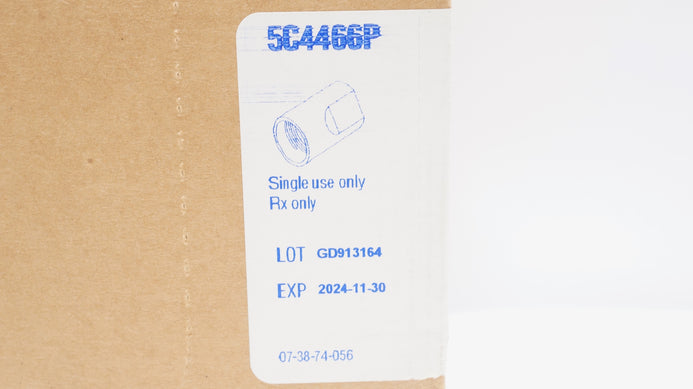 5C4466P
Single use only
Rx only
LOT GD913164
EXP 2024-11-30
07-38-74-056